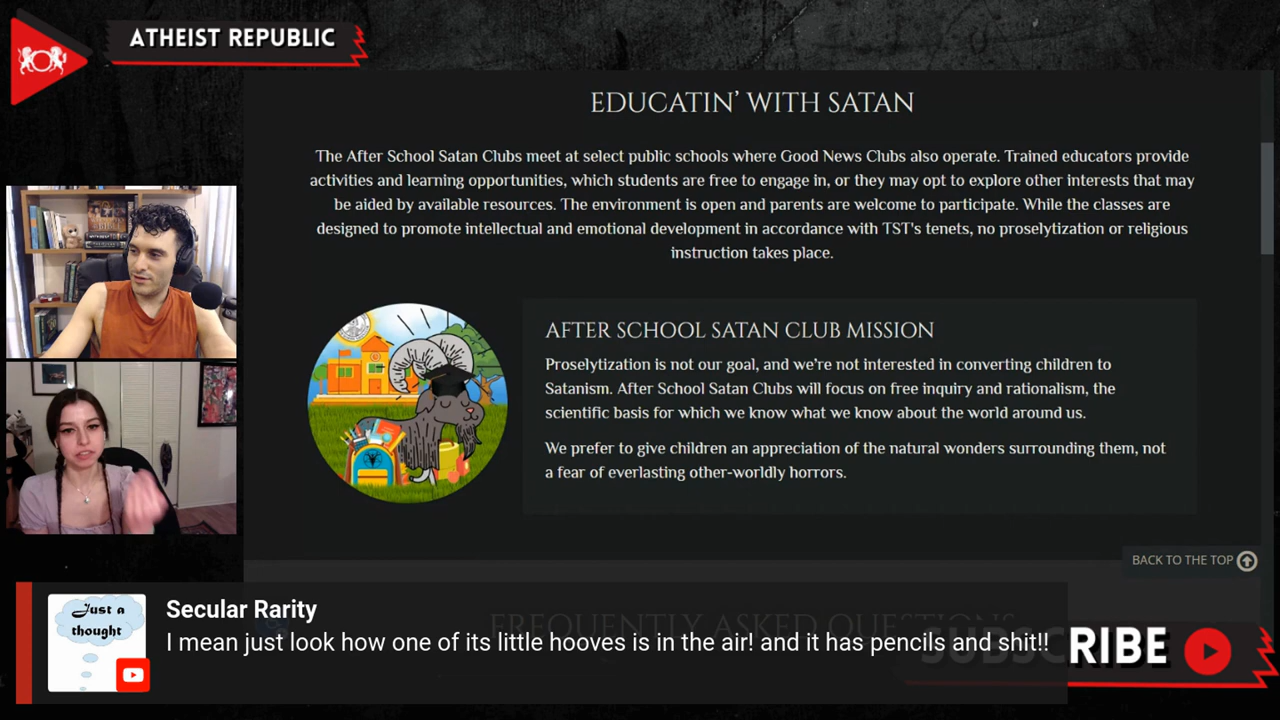 ATHEIST REPUBLIC
EDUCATIN’ WITH SATAN
The After School Satan Clubs meet at select public schools where Good News Clubs also operate. Trained educators provide
activities and learning opportunities, which students are free to engage in, or they may opt to explore other interests that may
be aided by available resources. The environment is open and parents are welcome to participate. While the classes are
designed to promote intellectual and emotional development in accordance with TST's tenets, no proselytization or religious
instruction takes place.
AFTER SCHOOL SATAN CLUB MISSION
Proselytization is not our goal, and we're not interested in converting children to
Satanism. After School Satan Clubs will focus on free inquiry and rationalism, the
scientific basis for which we know what we know about the world around us.
We prefer to give children an appreciation of the natural wonders surrounding them, not
a fear of everlasting other-worldly horrors.
BACK TO THE TOP
FREQUENTLY ASKED QUESTIONS
Just a
thought
Secular Rarity
I mean just look how one of its little hooves is in the air! and it has pencils and shit!!
SUBSCRIBE